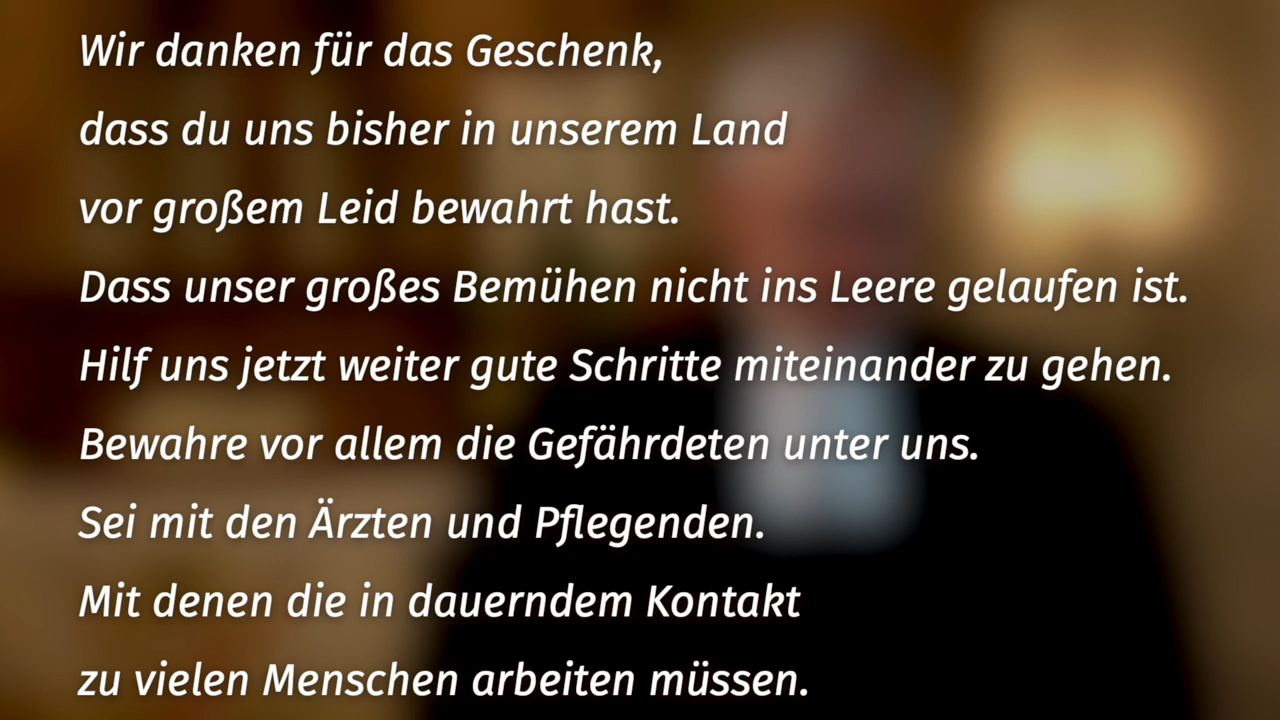 Wir danken für das Geschenk,
dass du uns bisher in unserem Land
vor großem Leid bewahrt hast.
Dass unser großes Bemühen nicht ins Leere gelaufen ist.
Hilf uns jetzt weiter gute Schritte miteinander zu gehen.
Bewahre vor allem die Gefährdeten unter uns.
Sei mit den Ärzten und Pflegenden.
Mit denen die in dauerndem Kontakt
zu vielen Menschen arbeiten müssen.